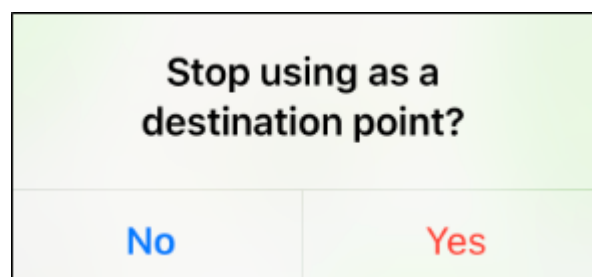 Stop using as a
destination point?
No Yes